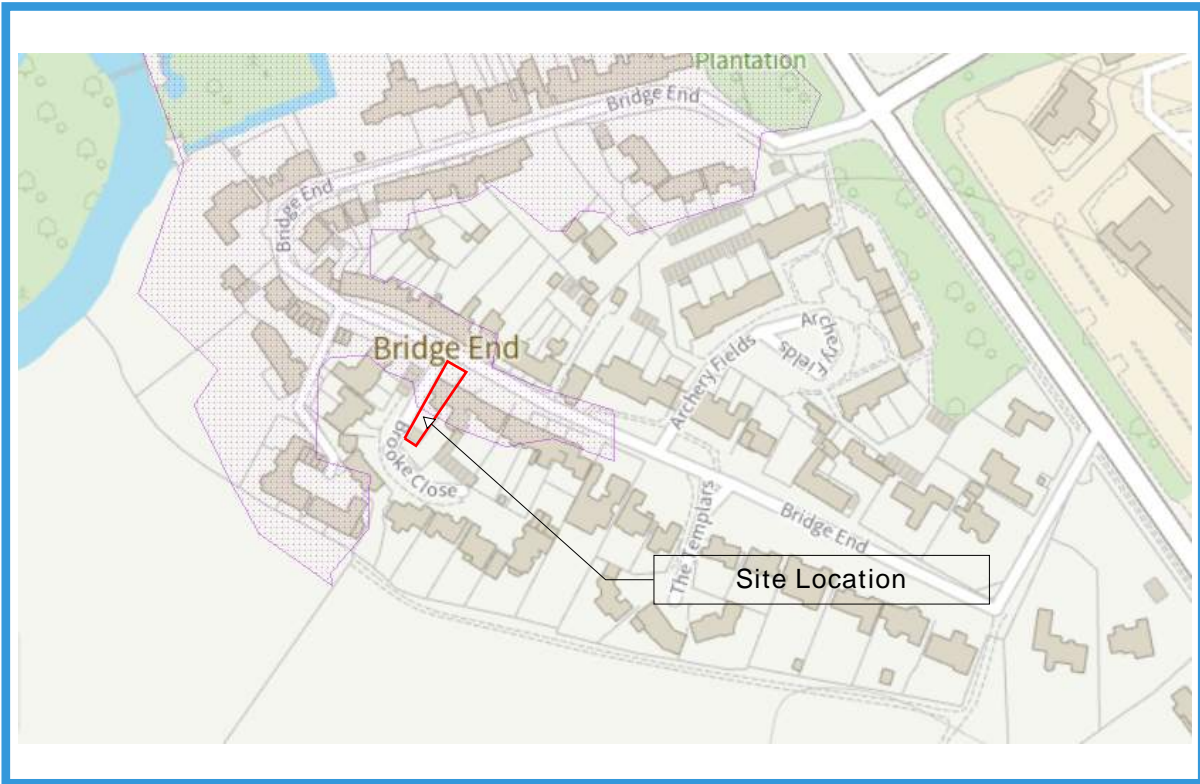 Plantation
Bridge End
Bridge End
Bridge End
Archery
Fields
Archery Fields
Brooke Close
Site Location
The Templars
Bridge End